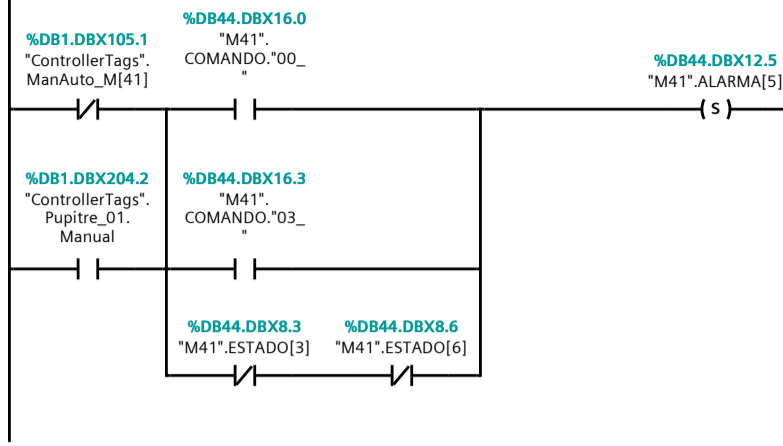 %DB44.DBX16.0
%DB1.DBX105.1
"M41".
"ControllerTags".
COMANDO."00_
%DB44.DBX12.5
ManAuto_M[41]
"
"M41".ALARMA[5]
S
%DB1.DBX204.2
%DB44.DBX16.3
"ControllerTags".
"M41".
Pupitre_01.
COMANDO."03_
Manual
"
%DB44.DBX8.3
%DB44.DBX8.6
"M41".ESTADO[3]
"M41".ESTADO[6]